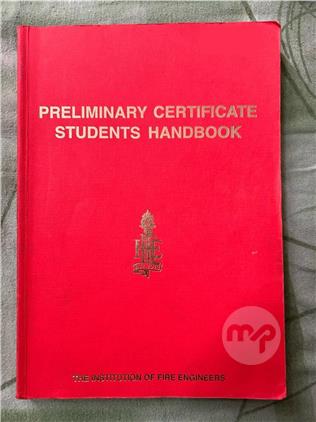 PRELIMINARY CERTIFICATE
STUDENTS HANDBOOK
THE INSTITUTION OF FIRE ENGINEERS